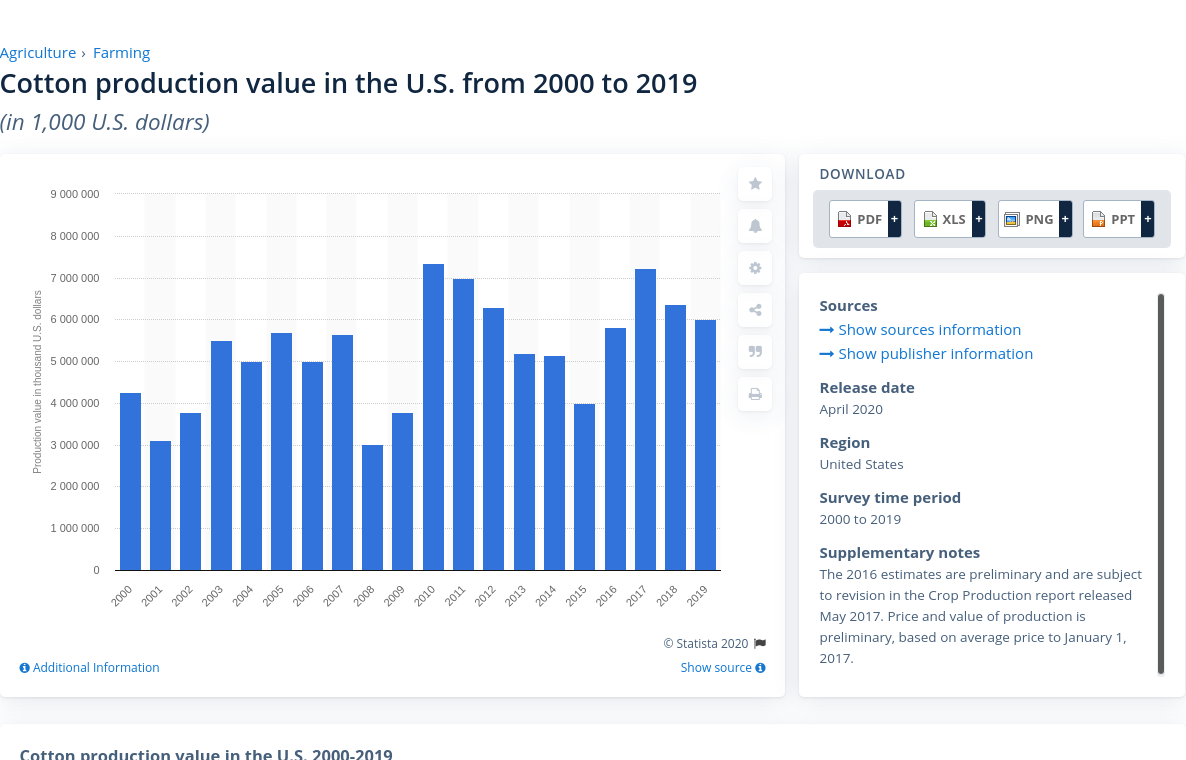 Agriculture › Farming
Cotton production value in the U.S. from 2000 to 2019
(in 1,000 U.S. dollars)
9 000 000
8 000 000
7 000 000
6 000 000
5 000 000
4 000 000
3 000 000
2 000 000
1 000 000
0
Production value in thousand U.S. dollars
2000
2001
2002
2003
2004
2005
2006
2007
2008
2009
2010
2011
2012
2013
2014
2015
2016
2017
2018
2019
© Statista 2020
Additional Information
Show source
DOWNLOAD
PDF + XLS + PNG + PPT +
Sources
Show sources information
Show publisher information
Release date
April 2020
Region
United States
Survey time period
2000 to 2019
Supplementary notes
The 2016 estimates are preliminary and are subject
to revision in the Crop Production report released
May 2017. Price and value of production is
preliminary, based on average price to January 1,
2017.
Cotton production value in the U.S. 2000-2019